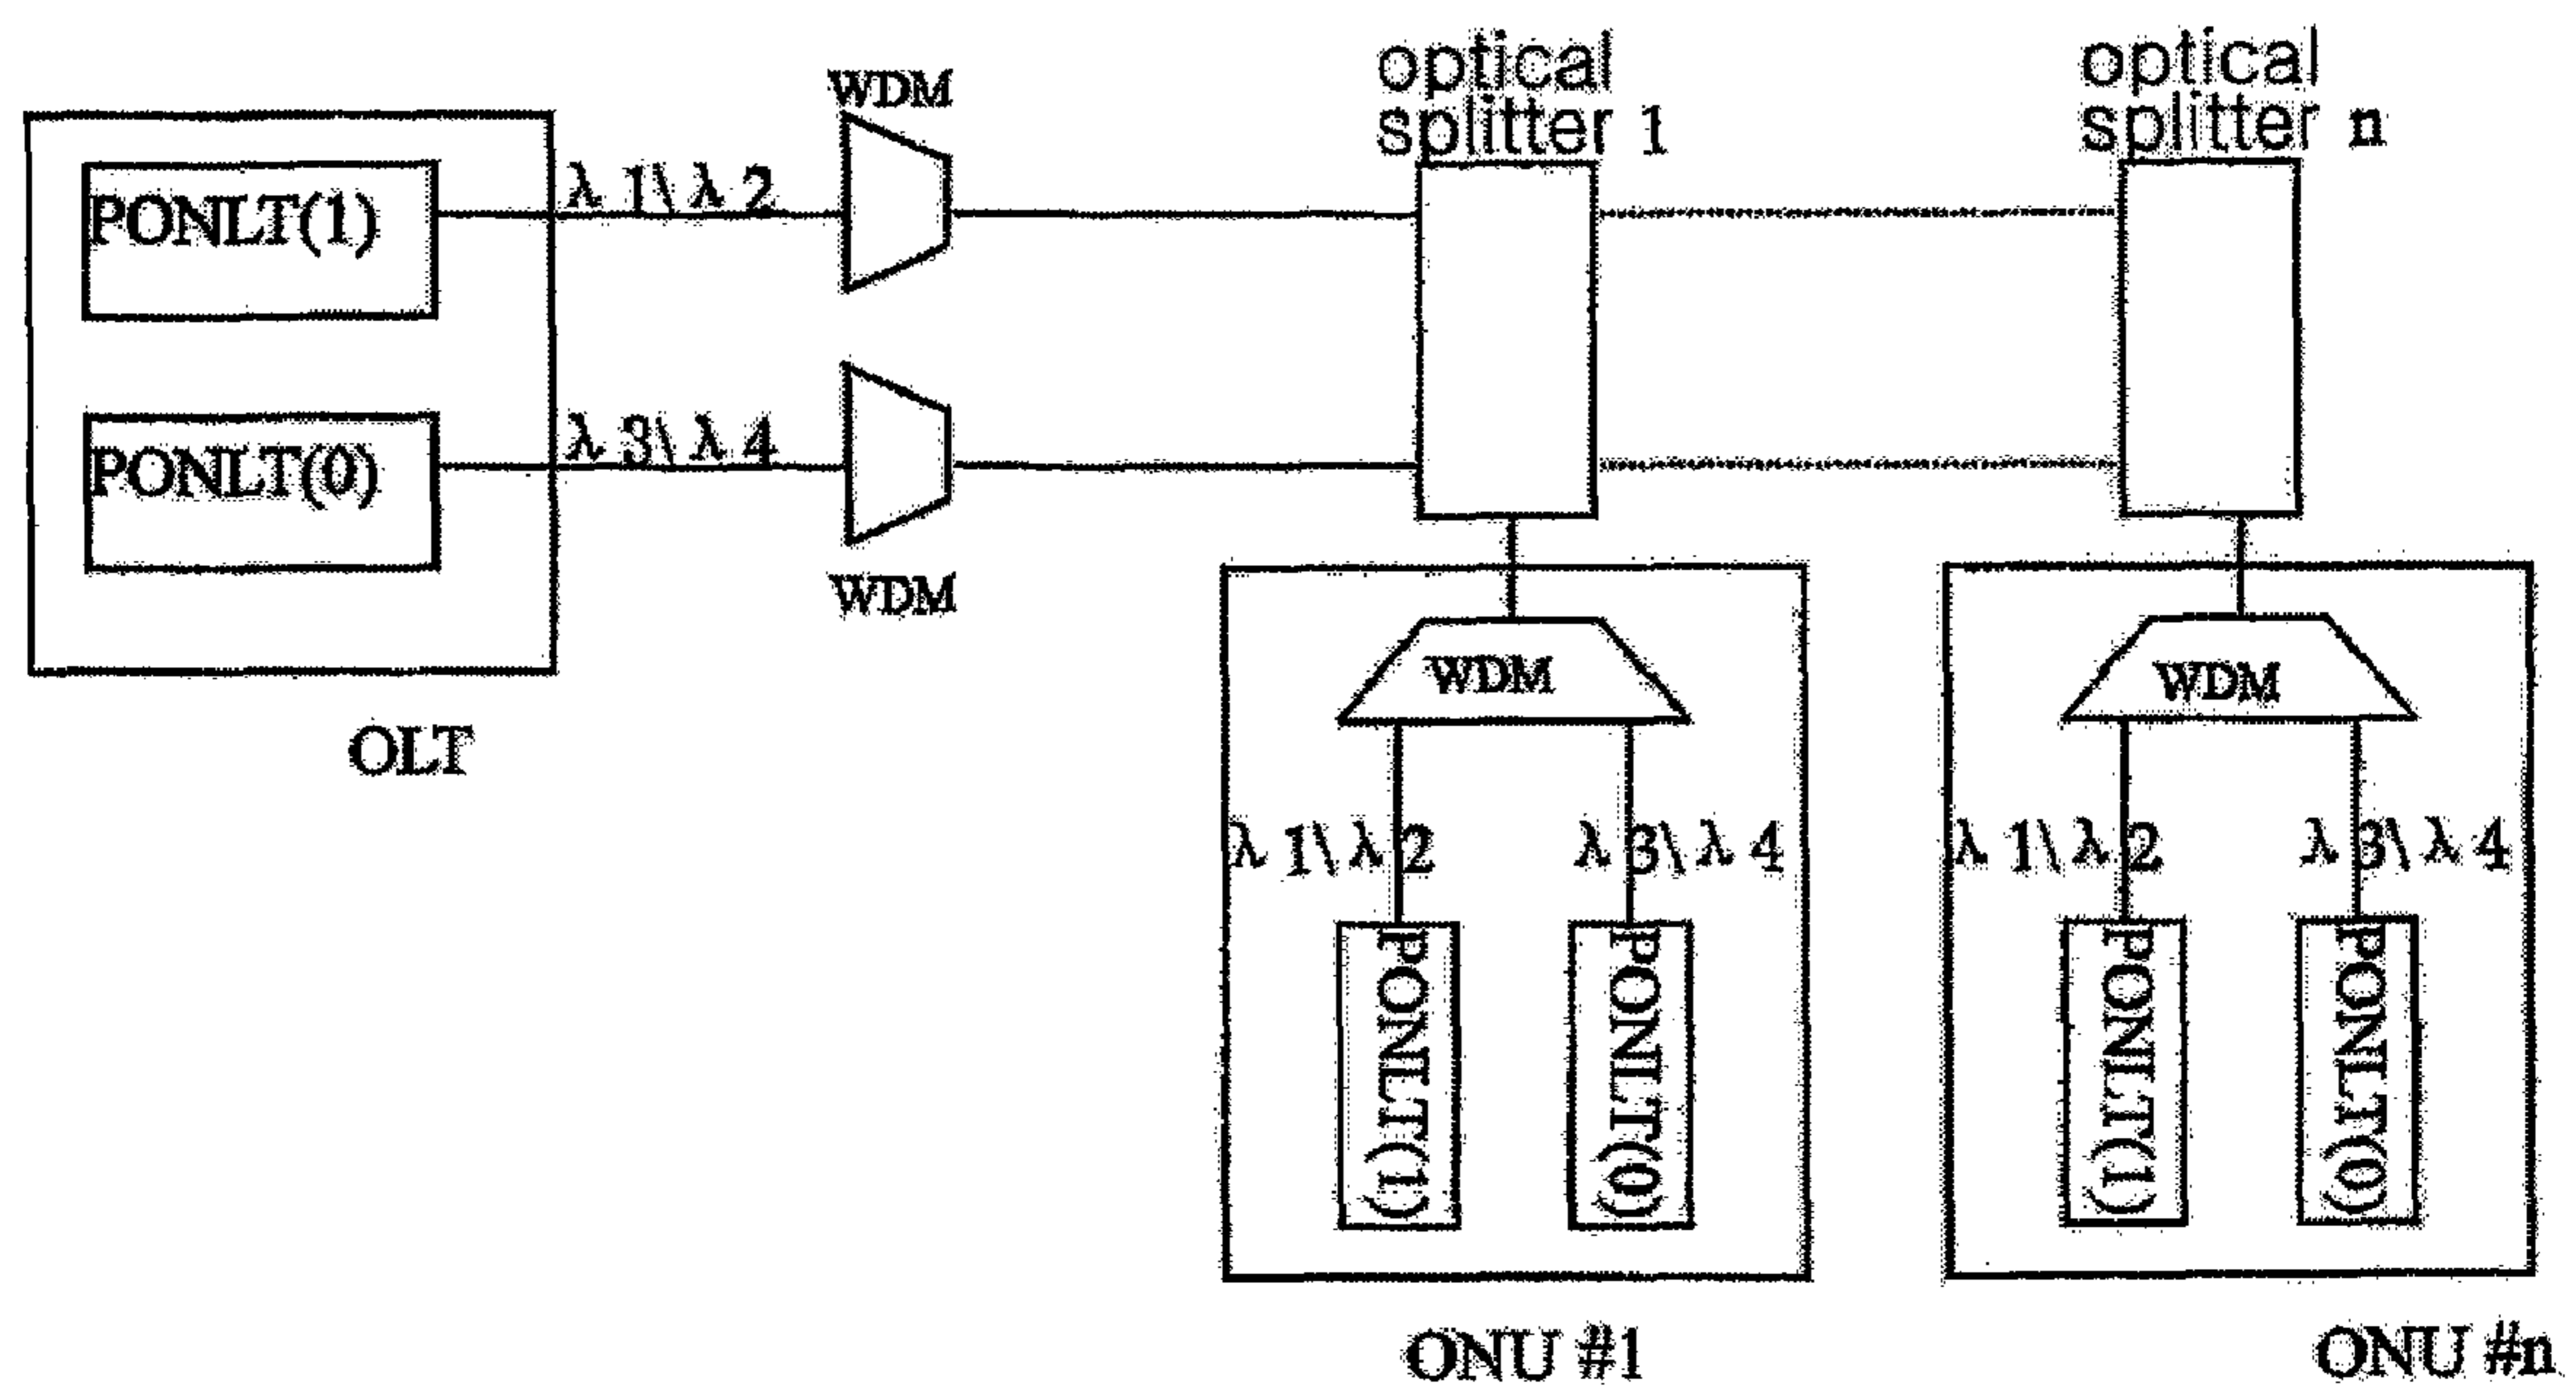 optical
splitter 1
optical
splitter n
WDM
PONLT(1)
λ 1\ λ 2
PONLT(0)
λ 3\ λ 4
WDM
OLT
WDM
λ 1\ λ 2
λ 3\ λ 4
PONLT(1)
PONLT(0)
ONU #1
WDM
λ 1\ λ 2
λ 3\ λ 4
PONLT(1)
PONLT(0)
ONU #n